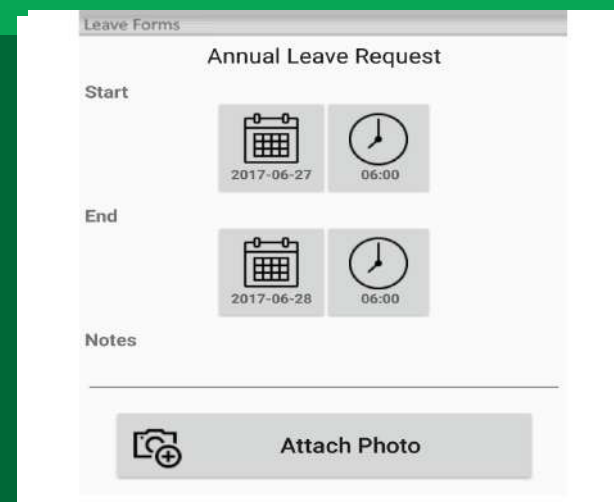 Leave Forms
Annual Leave Request
Start
2017-06-27 06:00
End
2017-06-28 06:00
Notes
Attach Photo